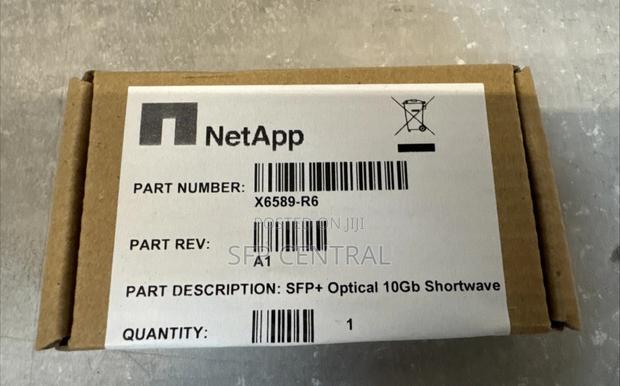 NetApp
PART NUMBER:
X6589-R6
POSTED ON JIJI
PART REV:
SFP CENTRAL
A1
PART DESCRIPTION: SFP+ Optical 10Gb Shortwave
QUANTITY: 1